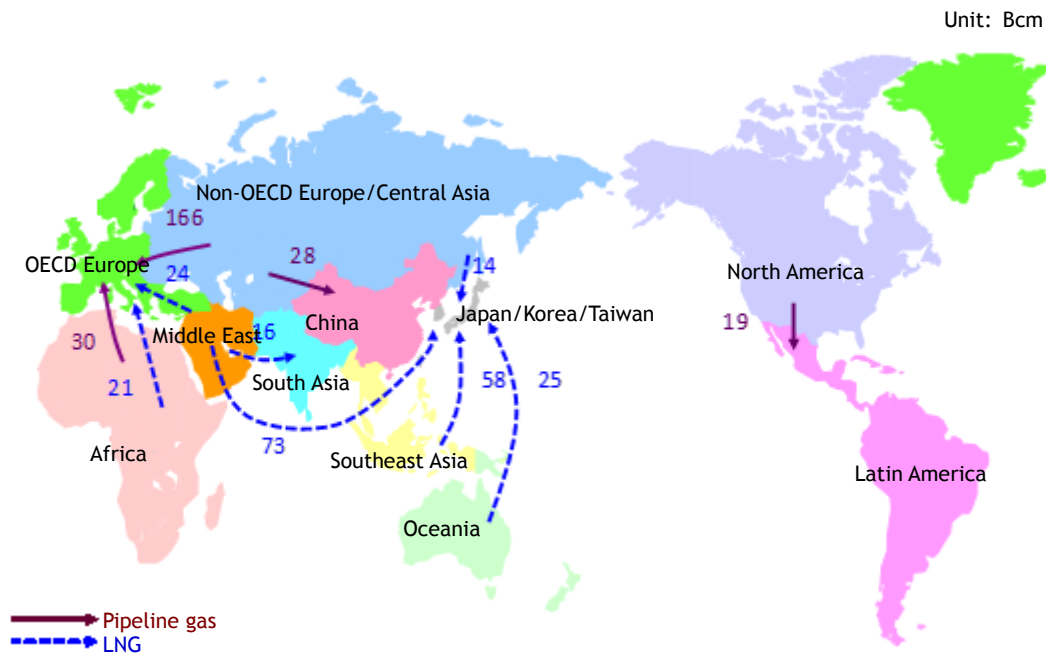 Unit: Bcm
Non-OECD Europe/Central Asia
166
28
14
OECD Europe
24
North America
Japan/Korea/Taiwan
19
Middle East
16
China
30
South Asia
21
58
25
73
Africa
Southeast Asia
Latin America
Oceania
Pipeline gas
LNG